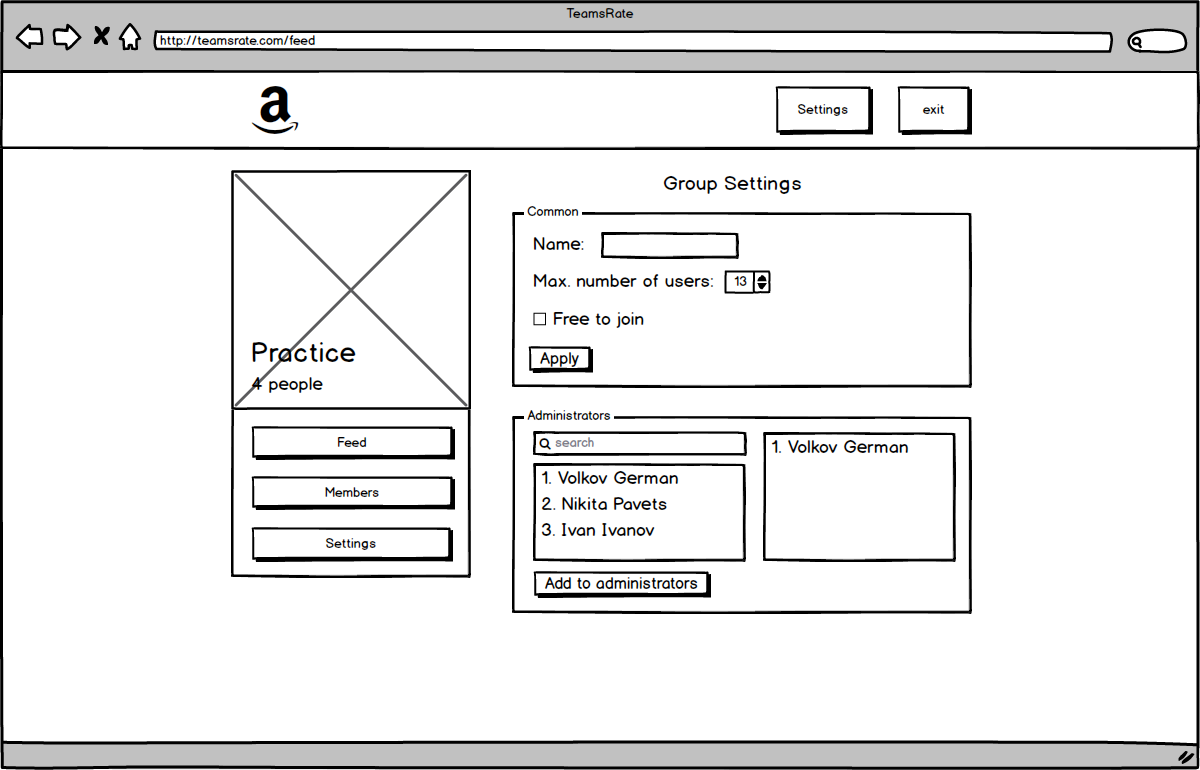 TeamsRate
http://teamsrate.com/feed
a
Settings
exit
Practice
4 people
Feed
Members
Settings
Group Settings
Common
Name:
Max. number of users: 13
Free to join
Apply
Administrators
search
1. Volkov German
2. Nikita Pavets
3. Ivan Ivanov
Add to administrators
1. Volkov German